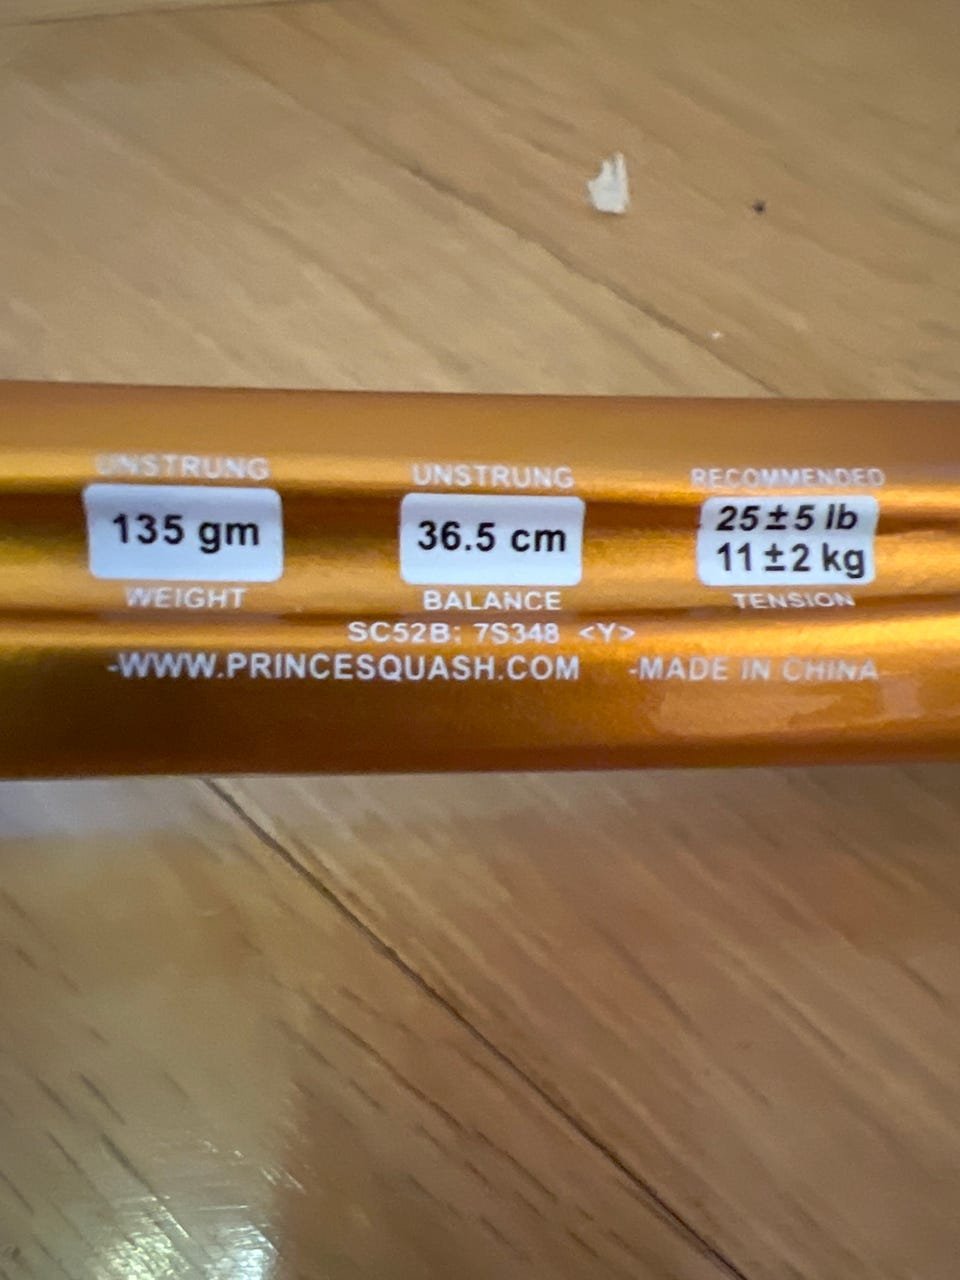 UNSTRUNG
135 gm
WEIGHT
UNSTRUNG
36.5 cm
BALANCE
RECOMMENDED
25±5 lb
11±2 kg
TENSION
SC52B: 7S348 <Y>
-WWW.PRINCESQUASH.COM -MADE IN CHINA